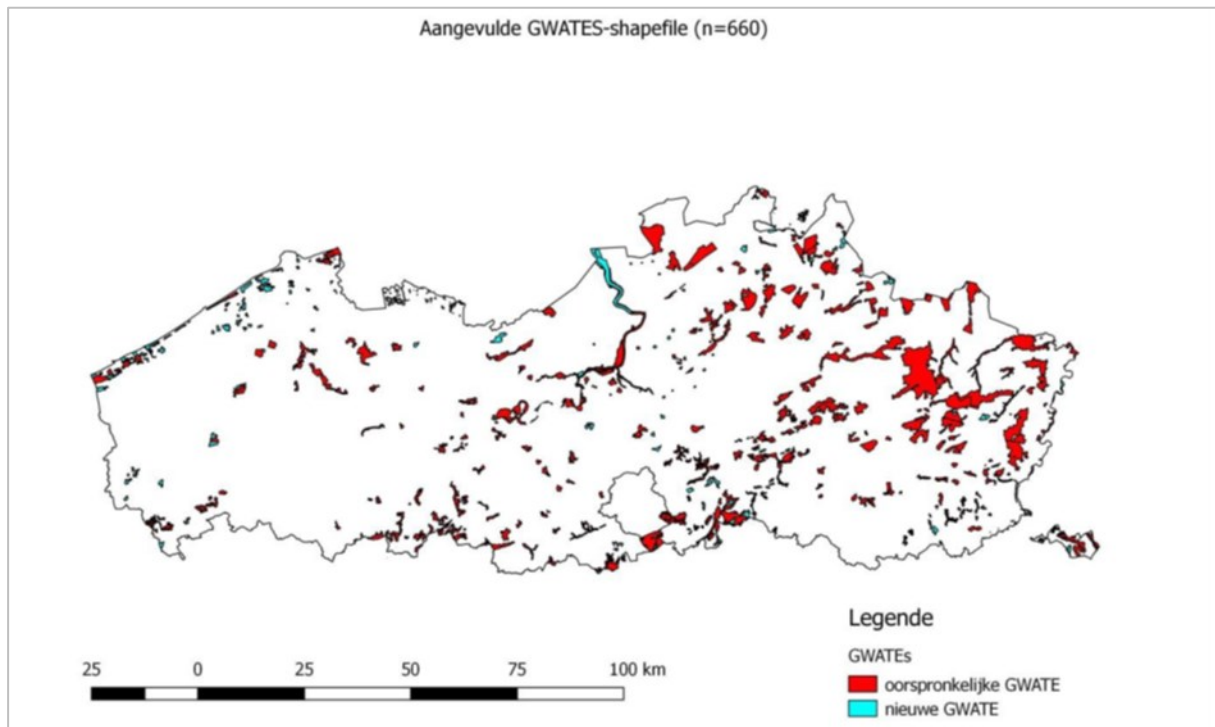 Aangevulde GWATES-shapefile (n=660)
25 0 25 50 75 100 km
Legende
GWATEs
oorspronkelijke GWATE
nieuwe GWATE